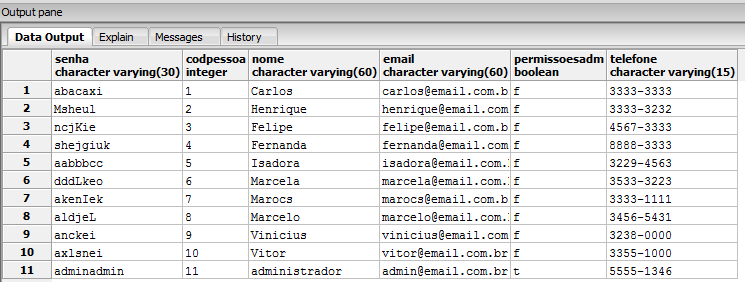 Output pane
Data Output Explain Messages History
senha codpessoa nome email permissoesadm telefone
character varying(30) integer character varying(60) character varying(60) boolean character varying(15)
1 abacaxi 1 Carlos carlos@email.com.b f 3333-3333
2 Msheul 2 Henrique henrique@email.com f 3333-3232
3 ncjKie 3 Felipe felipe@email.com.b f 4567-3333
4 shejgiuk 4 Fernanda fernanda@email.com f 8888-3333
5 aabbbcc 5 Isadora isadora@email.com. f 3229-4563
6 dddLkeo 6 Marcela marcela@email.com. f 3533-3223
7 akenIek 7 Marocs marocs@email.com.b f 3333-1111
8 aldjeL 8 Marcelo marcelo@email.com. f 3456-5431
9 anckei 9 Vinicius vinicius@email.com f 3238-0000
10 axlsnei 10 Vitor vitor@email.com.br f 3355-1000
11 adminadmin 11 administrador admin@email.com.br t 5555-1346